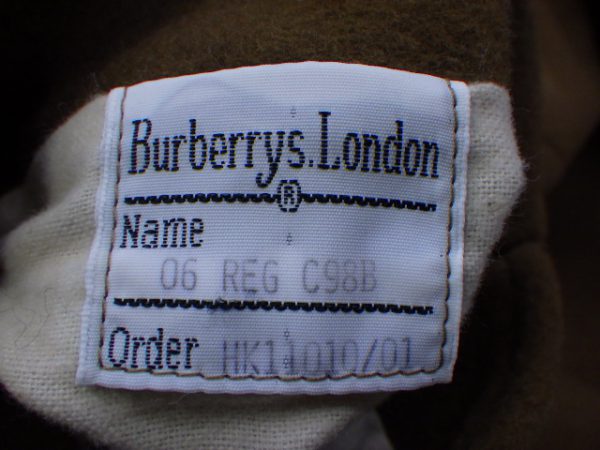 Burberrys.London
®
Name
06 REG C98B
Order HK11010/01